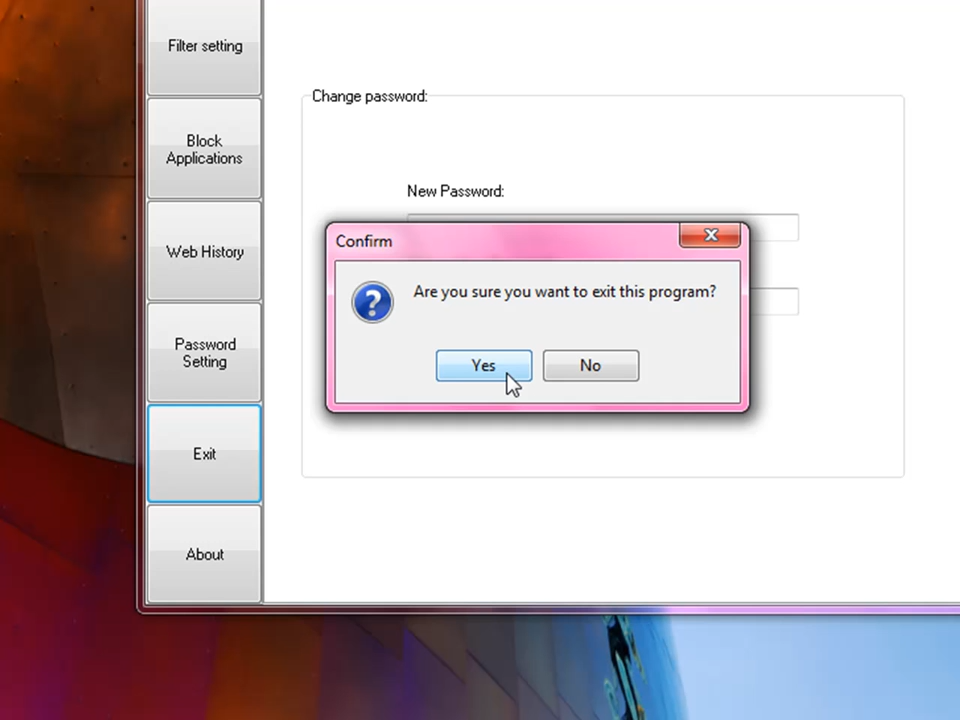 Filter setting
Block
Applications
Web History
Password
Setting
Exit
About
Change password:
New Password:
Confirm
Are you sure you want to exit this program?
Yes
No